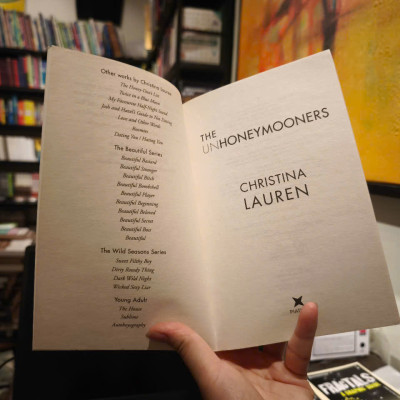 Other works by Christina Lauren
The Honey-Don't List
Twice in a Blue Moon
My Favourite Half-Night Stand
Josh and Hazel's Guide to Not Dating
Love and Other Words
Roomies
Dating You / Hating You
The Beautiful Series
Beautiful Bastard
Beautiful Stranger
Beautiful Bitch
Beautiful Bombshell
Beautiful Player
Beautiful Beginning
Beautiful Beloved
Beautiful Secret
Beautiful Boss
Beautiful
The Wild Seasons Series
Sweet Filthy Boy
Dirty Rowdy Thing
Dark Wild Night
Wicked Sexy Liar
Young Adult
The House
Sublime
Autoboyography
THE
UNHONEYMOONERS
CHRISTINA
LAUREN
FRACTALS